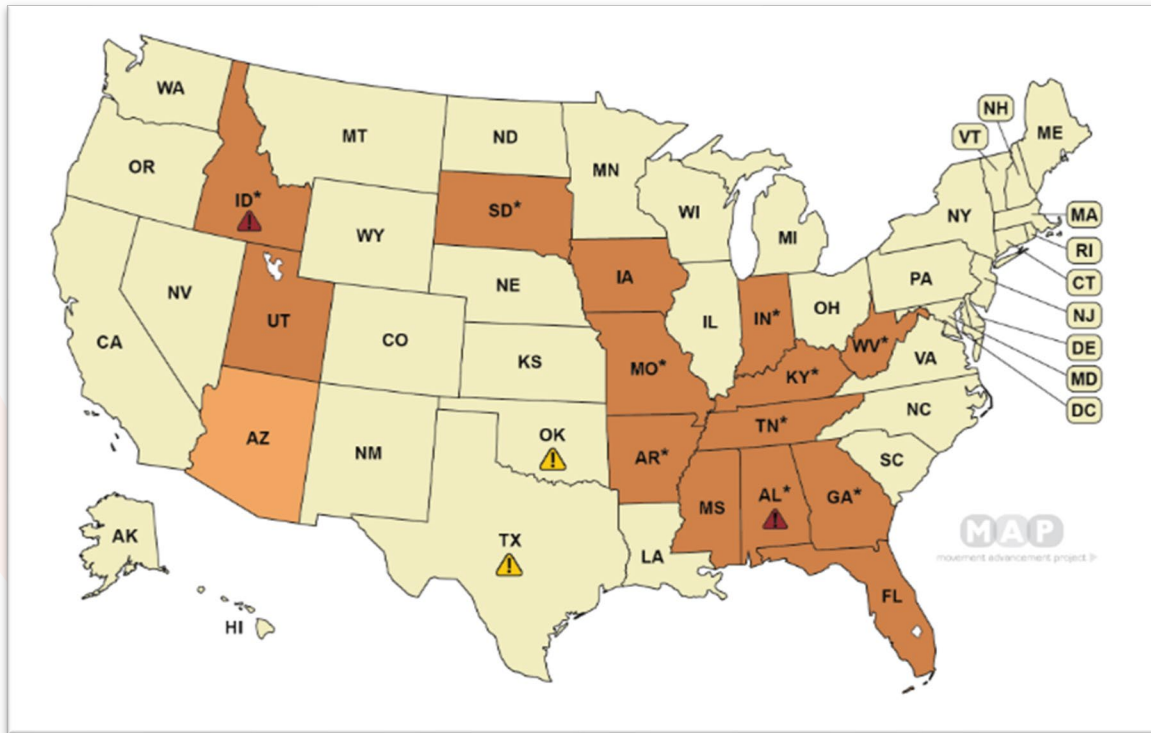 WA
MT
ND
MN
OR
ID*
SD*
WI
WY
MI
NH
VT
ME
NY
MA
RI
CT
NJ
DE
MD
DC
PA
NV
UT
CO
NE
IA
IL
IN*
OH
WV*
VA
CA
KS
MO*
KY*
NC
AZ
NM
OK
AR*
TN*
SC
MS
AL*
GA*
TX
LA
FL
AK
HI
MAP
movement advancement project